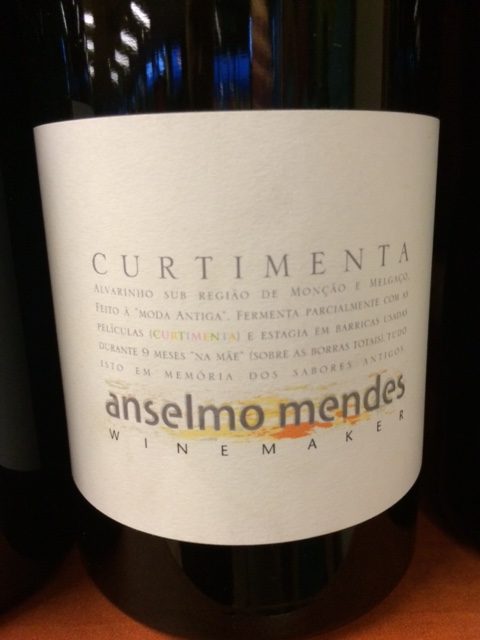 CURTIMENTA
ALVARINHO SUB REGIÃO DE MONÇÃO E MELGAÇO,
FEITO À "MODA ANTIGA". FERMENTA PARCIALMENTE COM AS
PELÍCULAS (CURTIMENTA) E ESTAGIA EM BARRICAS USADAS
DURANTE 9 MESES "NA MÃE" (SOBRE AS BORRAS TOTAIS), TUDO
ISTO EM MEMÓRIA DOS SABORES ANTIGOS.
anselmo mendes
WINEMAKER